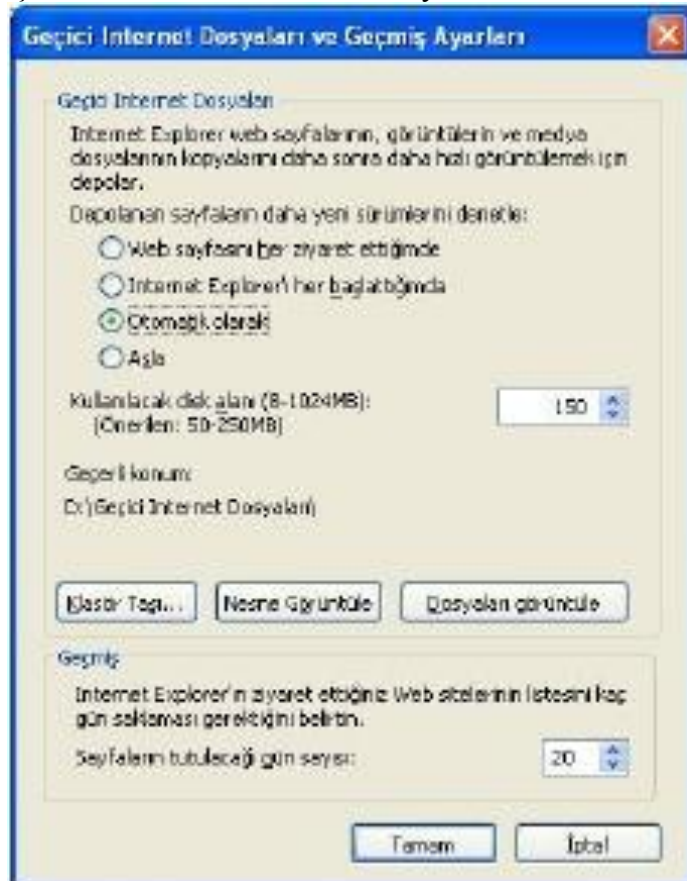 Geçici Internet Dosyaları ve Geçmiş Ayarları
Geçici Internet Dosyaları
Internet Explorer web sayfalarının, görüntülerin ve medya
dosyalarının kopyalarını daha sonra daha hızlı görüntülemek için
depolar.
Depolanan sayfaların daha yeni sürümlerini denetle:
Web sayfasını her ziyaret ettiğimde
Internet Explorer'ı her başlattığımda
Otomatik olarak
Asla
Kullanılacak disk alanı (8-1024MB):
150
(Önerilen: 50-250MB)
Geçerli konum:
D:\Geçici Internet Dosyaları\
Klasör Taşı...
Nesne Görüntüle
Dosyaları görüntüle
Geçmiş
Internet Explorer'ın ziyaret ettiğiniz Web sitelerinin listesini kaç
gün saklaması gerektiğini belirtin.
Sayfaların tutulacağı gün sayısı:
20
Tamam
İptal